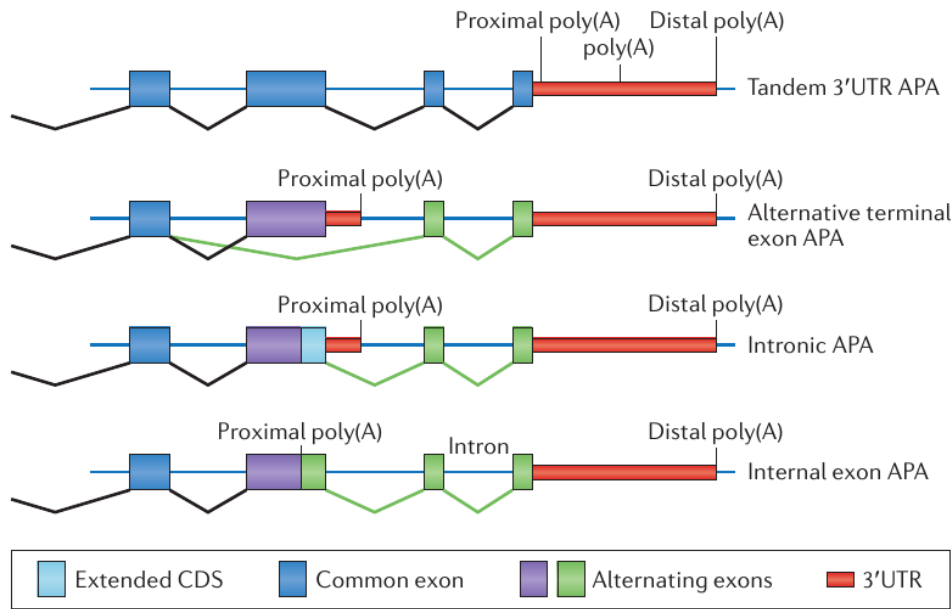 Proximal poly(A)
Distal poly(A)
poly(A)
Tandem 3′UTR APA
Proximal poly(A)
Distal poly(A)
Alternative terminal
exon APA
Proximal poly(A)
Distal poly(A)
Intronic APA
Proximal poly(A)
Intron
Distal poly(A)
Internal exon APA
Extended CDS
Common exon
Alternating exons
3′UTR